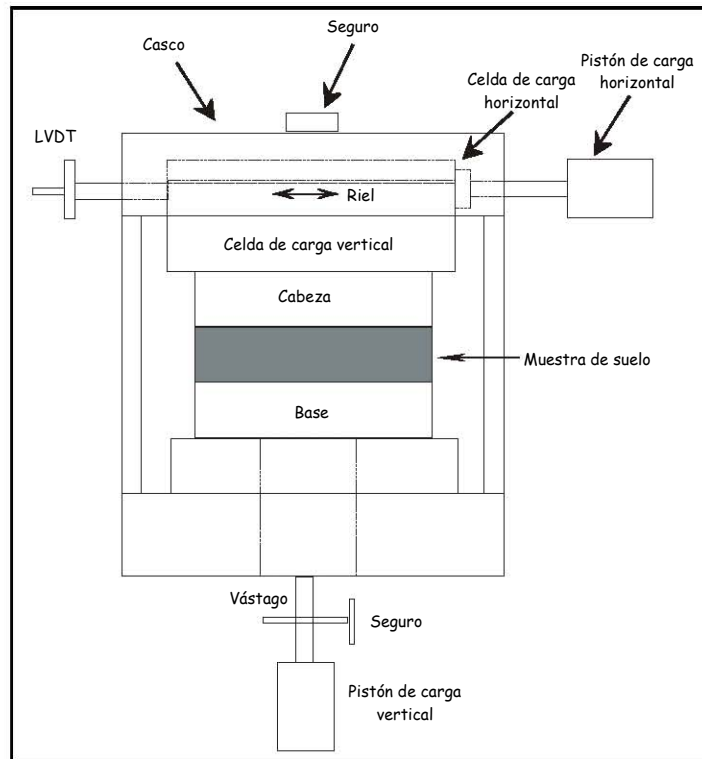 Seguro
Casco
Pistón de carga
horizontal
Celda de carga
horizontal
LVDT
Riel
Celda de carga vertical
Cabeza
Muestra de suelo
Base
Vástago
Seguro
Pistón de carga
vertical